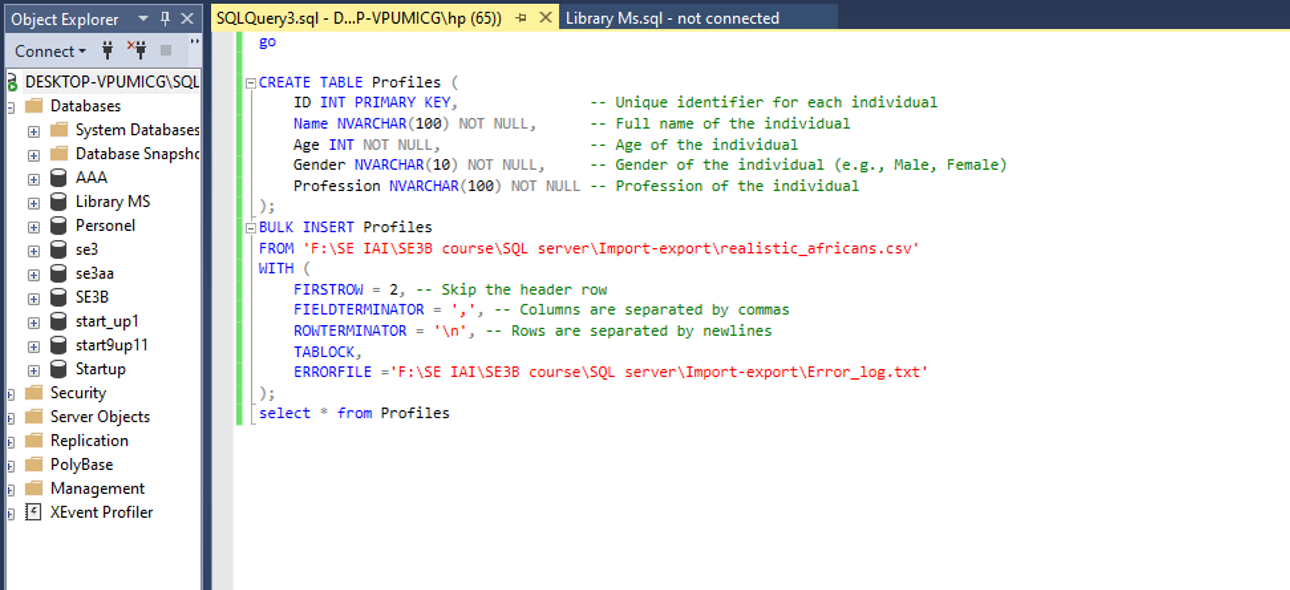 Object Explorer
Connect
DESKTOP-VPUMICG\SQL
Databases
System Databases
Database Snapsho
AAA
Library MS
Personel
se3
se3aa
SE3B
start_up1
start9up11
Startup
Security
Server Objects
Replication
PolyBase
Management
XEvent Profiler
SQLQuery3.sql - D...P-VPUMICG\hp (65)) Library Ms.sql - not connected
go
CREATE TABLE Profiles (
ID INT PRIMARY KEY, -- Unique identifier for each individual
Name NVARCHAR(100) NOT NULL, -- Full name of the individual
Age INT NOT NULL, -- Age of the individual
Gender NVARCHAR(10) NOT NULL, -- Gender of the individual (e.g., Male, Female)
Profession NVARCHAR(100) NOT NULL -- Profession of the individual
);
BULK INSERT Profiles
FROM 'F:\SE IAI\SE3B course\SQL server\Import-export\realistic_africans.csv'
WITH (
FIRSTROW = 2, -- Skip the header row
FIELDTERMINATOR = ',', -- Columns are separated by commas
ROWTERMINATOR = '\n', -- Rows are separated by newlines
TABLOCK,
ERRORFILE ='F:\SE IAI\SE3B course\SQL server\Import-export\Error_log.txt'
);
select * from Profiles